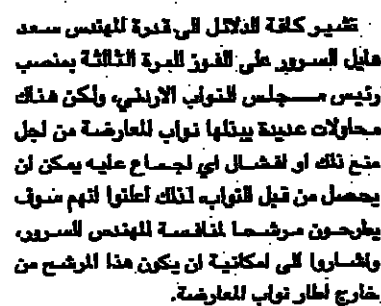 تشير كافة الدلائل الى قدرة المهندس سعد
هايل السرور على الفوز للمرة الثالثة بمنصب
رئيس مجلس النواب الاردني، ولكن هناك
محاولات عديدة يبذلها نواب المعارضة من اجل
منع ذلك او افشال اي اجماع عليه يمكن ان
يحصل من قبل النواب، لذلك اعلنوا انهم سوف
يطرحون مرشحا لمنافسة المهندس السرور،
واشاروا الى امكانية ان يكون هذا المرشح من
خارج اطار نواب المعارضة.